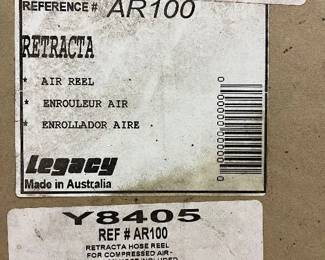 REFERENCE # AR100
RETRACTA
* AIR REEL
* ENROULEUR AIR
* ENROLLADOR AIRE
Legacy
Made in Australia
Y8405
REF # AR100
RETRACTA HOSE REEL
FOR COMPRESSED AIR-
INCLUDED